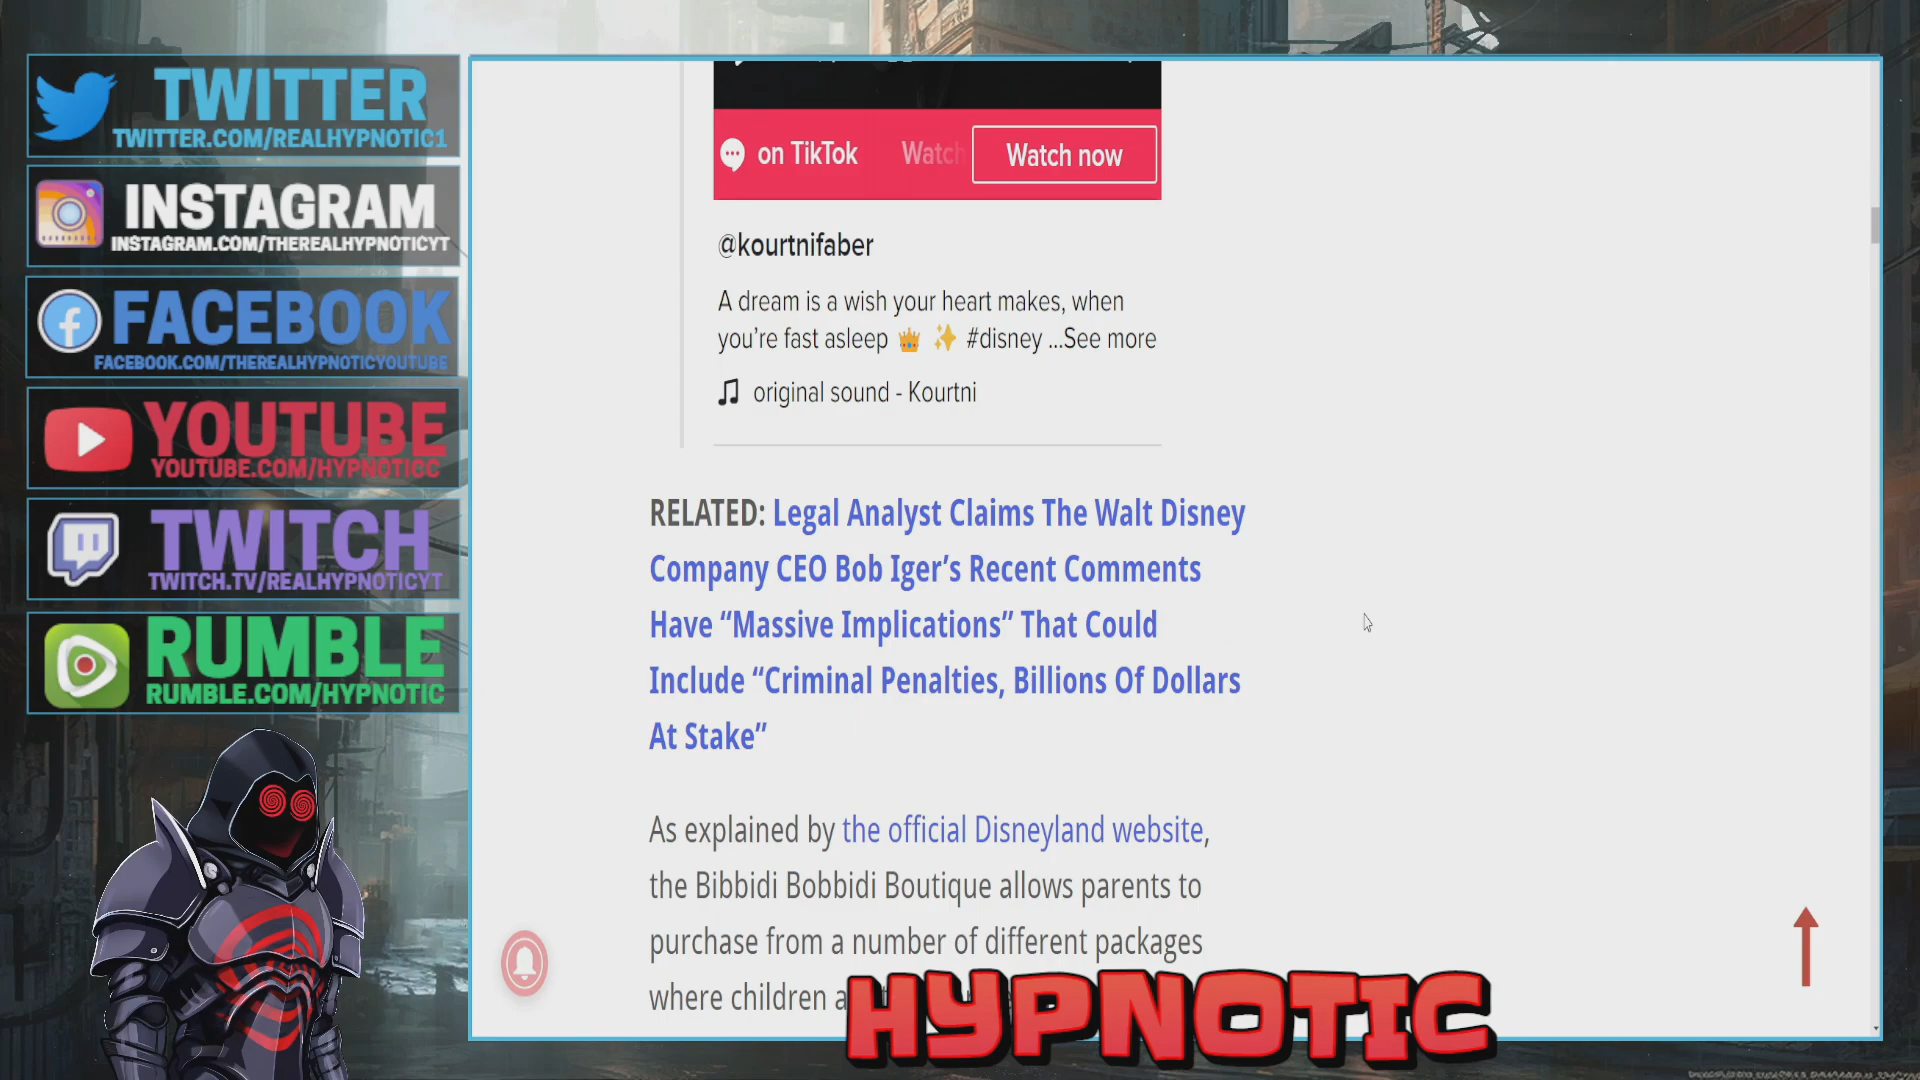 TWITTER
TWITTER.COM/REALHYPNOTIC1
INSTAGRAM
INSTAGRAM.COM/THEREALHYPNOTICYT
FACEBOOK
FACEBOOK.COM/THEREALHYPNOTICYOUTUBE
YOUTUBE
YOUTUBE.COM/HYPNOTICC
TWITCH
TWITCH.TV/REALHYPNOTICYT
RUMBLE
RUMBLE.COM/HYPNOTIC
on TikTok Watch Watch now
@kourtnifaber
A dream is a wish your heart makes, when
you’re fast asleep 👑 ✨ #disney ...See more
original sound - Kourtni
RELATED: Legal Analyst Claims The Walt Disney
Company CEO Bob Iger’s Recent Comments
Have “Massive Implications” That Could
Include “Criminal Penalties, Billions Of Dollars
At Stake”
As explained by the official Disneyland website,
the Bibbidi Bobbidi Boutique allows parents to
purchase from a number of different packages
where children
HYPNOTIC